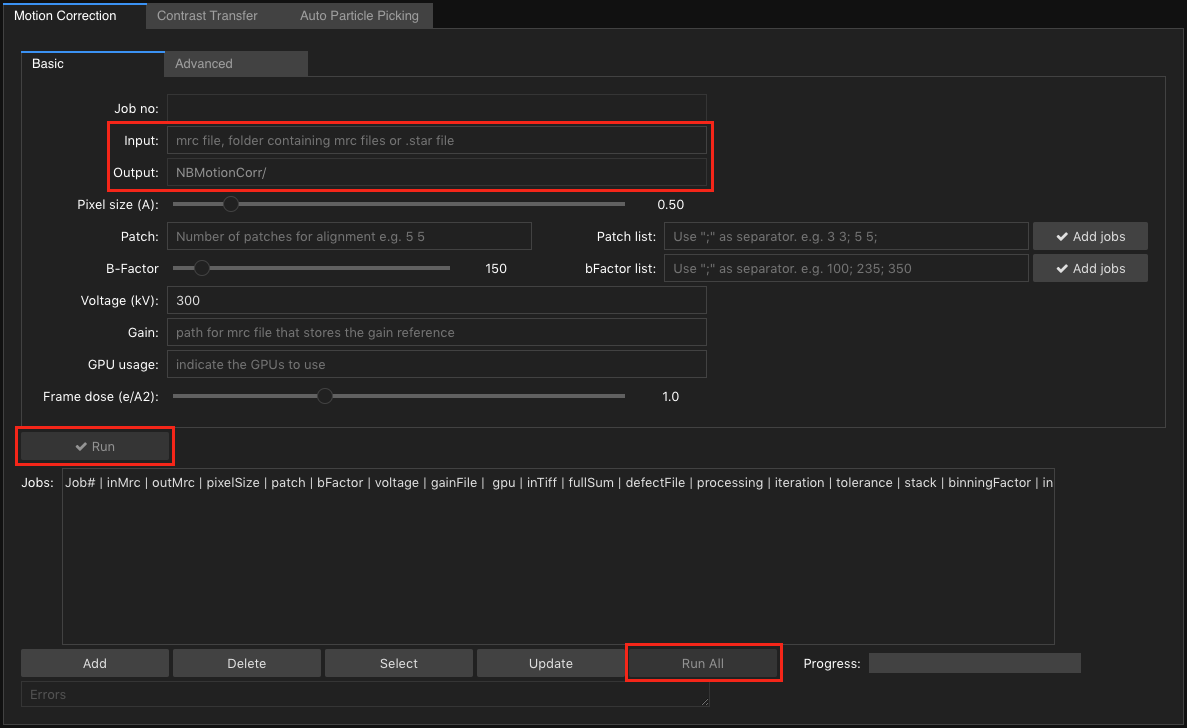 Motion Correction Contrast Transfer Auto Particle Picking
Basic Advanced
Job no:
Input: mrc file, folder containing mrc files or .star file
Output: NBMotionCorr/
Pixel size (A): 0.50
Patch: Number of patches for alignment e.g. 5 5 Patch list: Use ";" as separator. e.g. 3 3; 5 5; Add jobs
B-Factor 150 bFactor list: Use ";" as separator. e.g. 100; 235; 350 Add jobs
Voltage (kV): 300
Gain: path for mrc file that stores the gain reference
GPU usage: indicate the GPUs to use
Frame dose (e/A2): 1.0
Run
Jobs: Job# | inMrc | outMrc | pixelSize | patch | bFactor | voltage | gainFile | gpu | inTiff | fullSum | defectFile | processing | iteration | tolerance | stack | binningFactor | in
Add Delete Select Update Run All Progress:
Errors